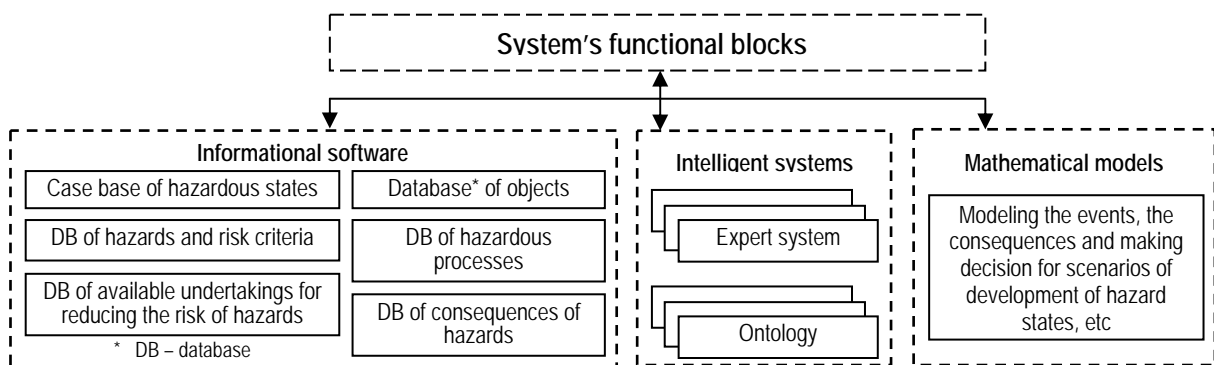 System's functional blocks
Informational software
Case base of hazardous states
DB of hazards and risk criteria
DB of available undertakings for
reducing the risk of hazards
* DB – database
Database* of objects
DB of hazardous
processes
DB of consequences of
hazards
Intelligent systems
Expert system
Ontology
Mathematical models
Modeling the events, the
consequences and making
decision for scenarios of
development of hazard
states, etc